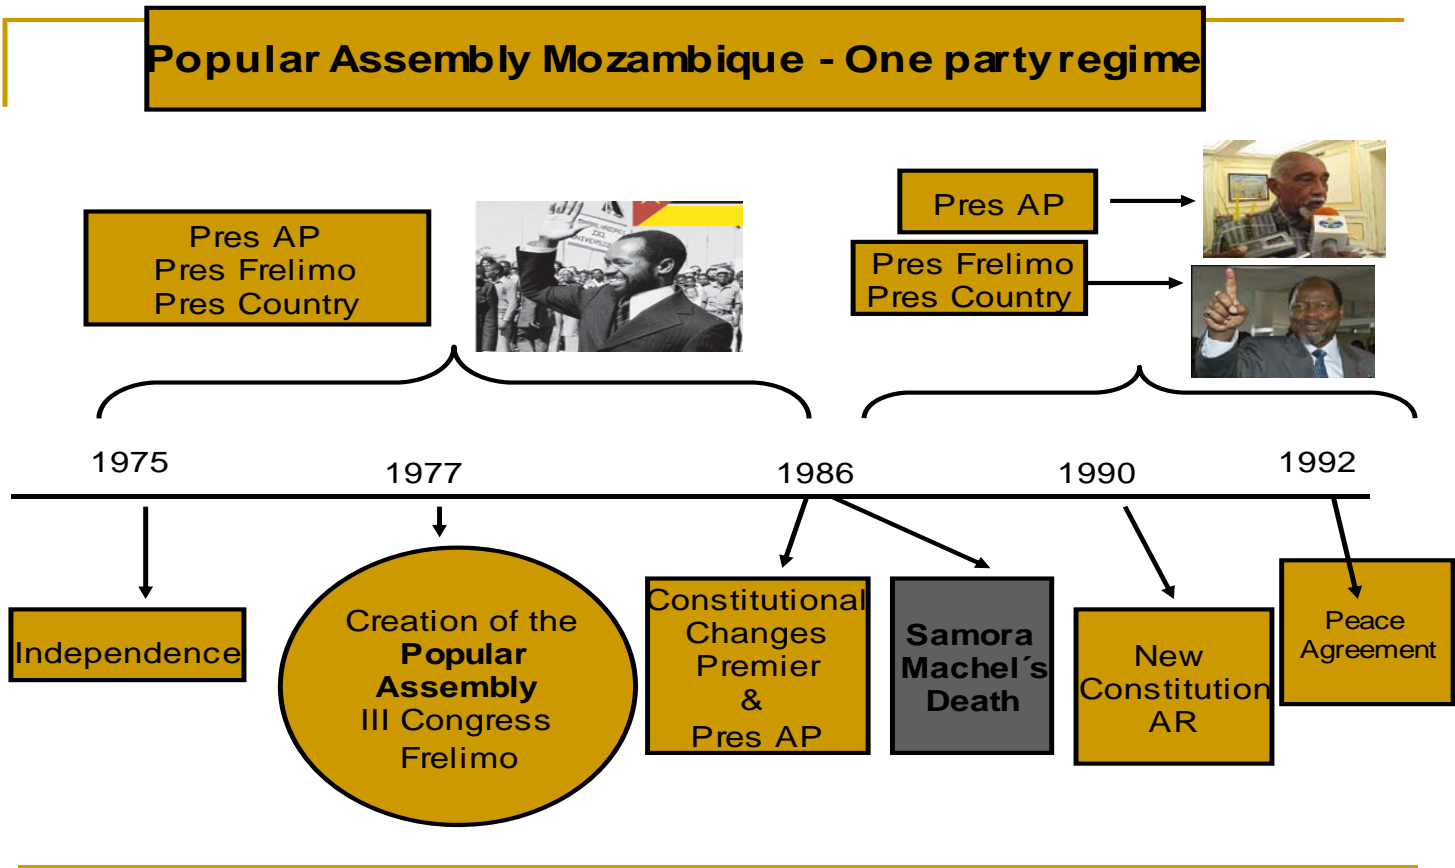 Popular Assembly Mozambique - One party regime
Pres AP
Pres Frelimo
Pres Country
Pres AP
Pres Frelimo
Pres Country
1975
1977
1986
1990
1992
Independence
Creation of the
Popular
Assembly
III Congress
Frelimo
Constitutional
Changes
Premier
&
Pres AP
Samora
Machel´s
Death
New
Constitution
AR
Peace
Agreement